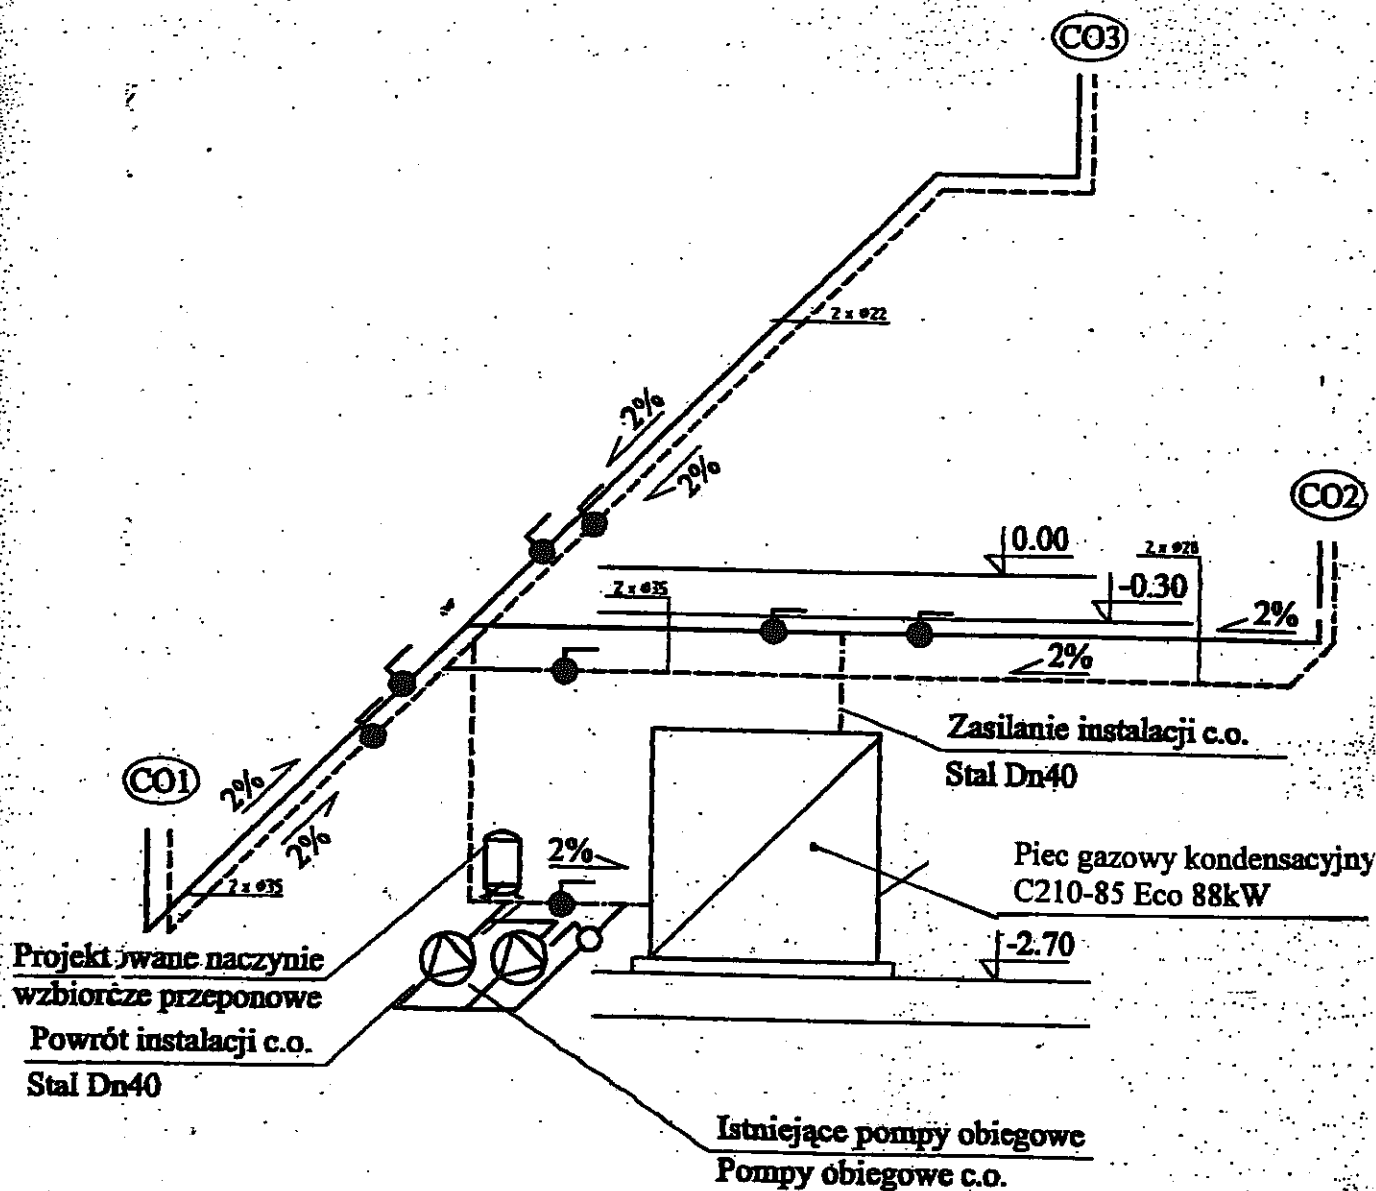 CO3
2 x ø22
2%
2%
CO2
0.00
2 x ø28
-0.30
2 x ø35
2%
2%
Zasilanie instalacji c.o.
Stal Dn40
CO1
2%
2%
2%
2 x ø35
Piec gazowy kondensacyjny
C210-85 Eco 88kW
-2.70
Projektowane naczynie
wzbiorcze przeponowe
Powrót instalacji c.o.
Stal Dn40
Istniejące pompy obiegowe
Pompy obiegowe c.o.